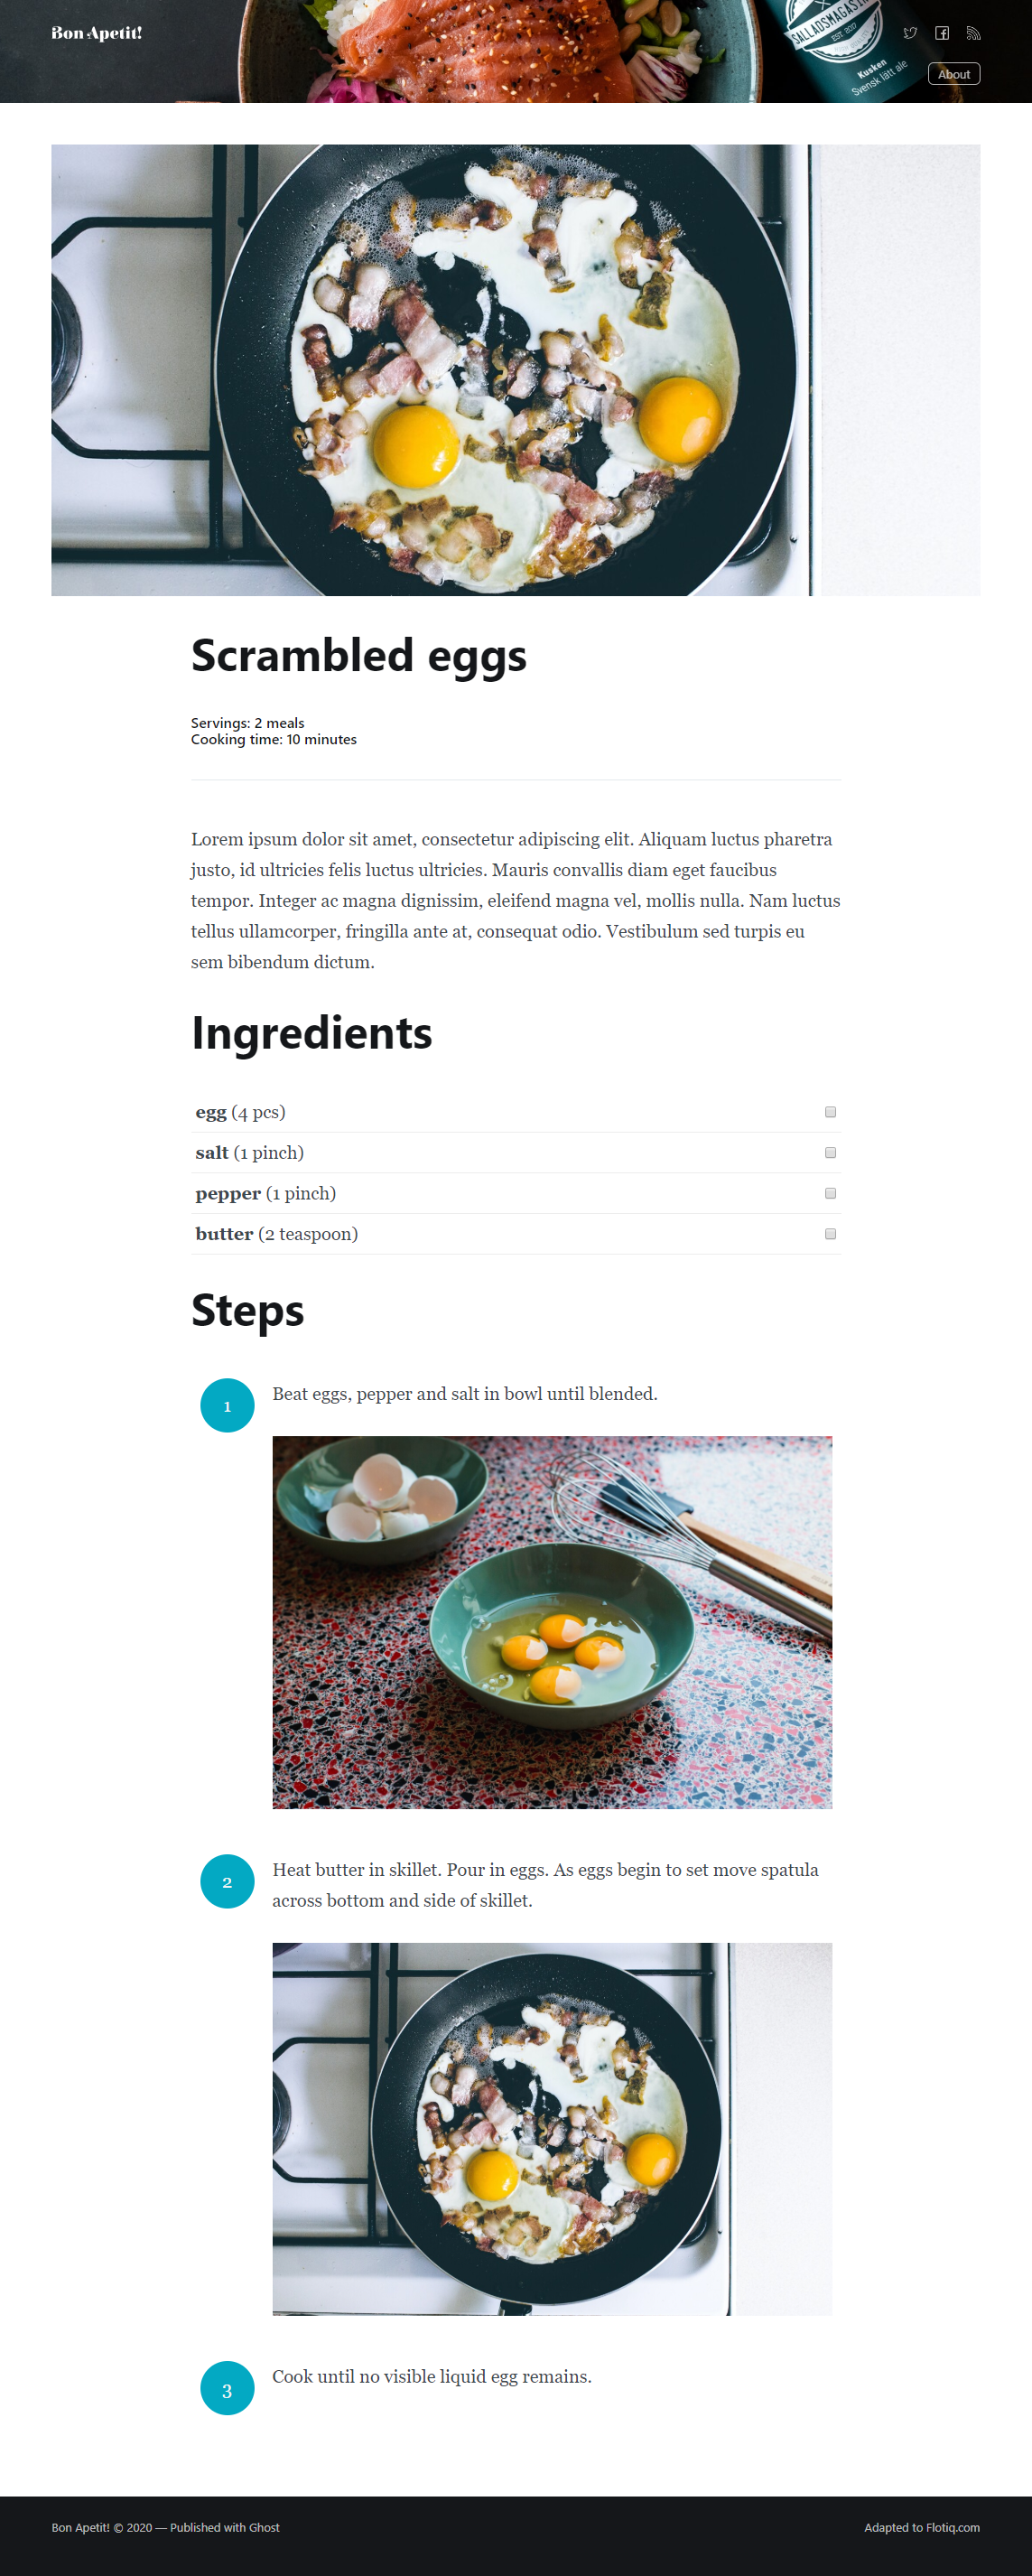 Bon Apetit!
SALLADSMAGASINET
EST. 2017
Kusken
Svensk lätt ale
About
Scrambled eggs
Servings: 2 meals
Cooking time: 10 minutes
Lorem ipsum dolor sit amet, consectetur adipiscing elit. Aliquam luctus pharetra
justo, id ultricies felis luctus ultricies. Mauris convallis diam eget faucibus
tempor. Integer ac magna dignissim, eleifend magna vel, mollis nulla. Nam luctus
tellus ullamcorper, fringilla ante at, consequat odio. Vestibulum sed turpis eu
sem bibendum dictum.
Ingredients
egg (4 pcs)
salt (1 pinch)
pepper (1 pinch)
butter (2 teaspoon)
Steps
1 Beat eggs, pepper and salt in bowl until blended.
2 Heat butter in skillet. Pour in eggs. As eggs begin to set move spatula
across bottom and side of skillet.
3 Cook until no visible liquid egg remains.
Bon Apetit! © 2020 — Published with Ghost
Adapted to Flotiq.com